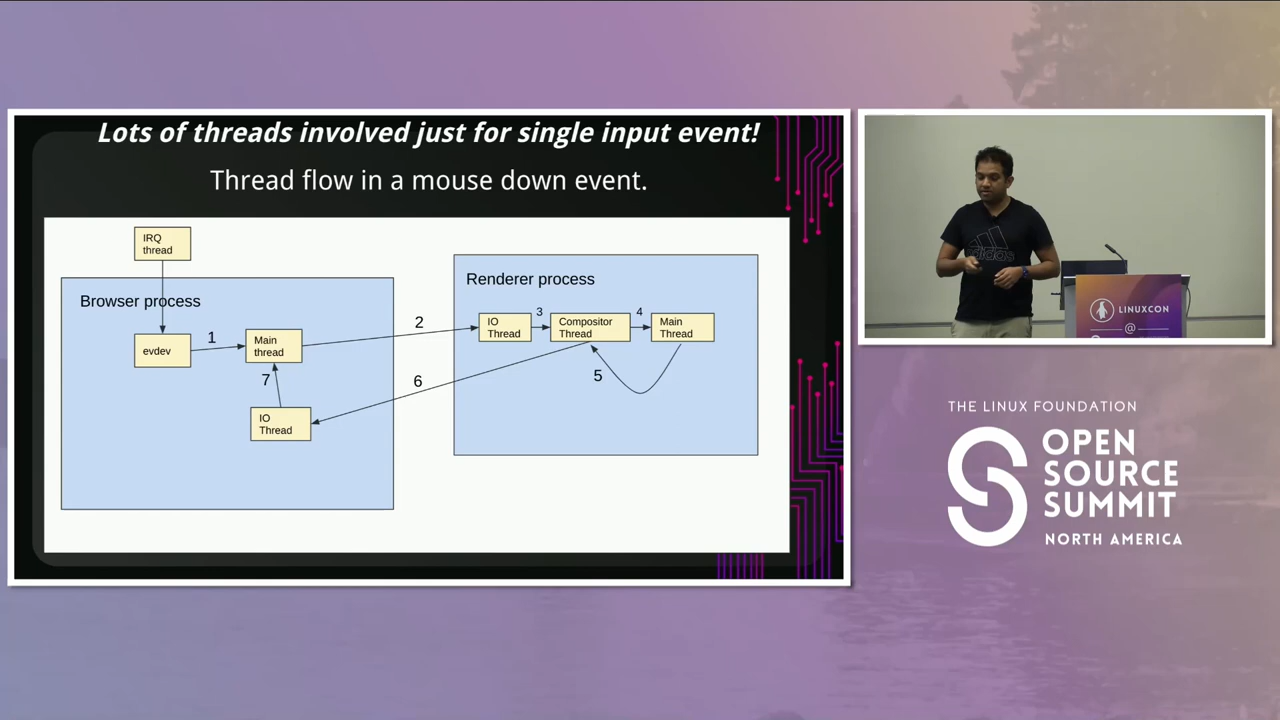 Lots of threads involved just for single input event!
Thread flow in a mouse down event.
IRQ
thread
Browser process
evdev
1
Main
thread
7
IO
Thread
2
6
Renderer process
IO
Thread
3
Compositor
Thread
4
Main
Thread
5
LINUXCON
@
THE LINUX FOUNDATION
OPEN
SOURCE
SUMMIT
NORTH AMERICA